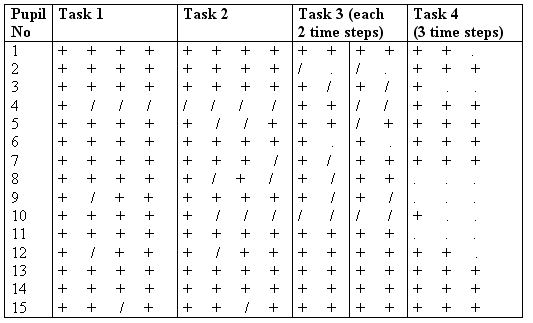 Pupil No Task 1 Task 2 Task 3 (each 2 time steps) Task 4 (3 time steps)
1 + + + + + + + + + + + + + + .
2 + + + + + + + + / . / . + + +
3 + + + + + + + + + / + / + . .
4 + / / / / / / / + + / / + + +
5 + + + + + / / + + + / + + + +
6 + + + + + + + + + . + . + + +
7 + + + + + + + / + / + + + + +
8 + + + + + / + / + / + + . . .
9 + / + + + + + + + / + / . . .
10 + + + + + / / / / / / / + . .
11 + + + + + + + + + + + + . . .
12 + / + + + / + + + + + + + + .
13 + + + + + + + + + + + + + + +
14 + + + + + + + + + + + + + + +
15 + + / + + + / + + + + + + + +